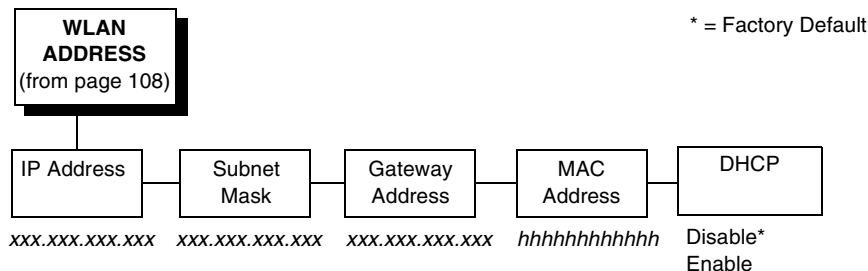 WLAN
ADDRESS
(from page 108)
* = Factory Default
IP Address
Subnet
Mask
Gateway
Address
MAC
Address
DHCP
xxx.xxx.xxx.xxx
xxx.xxx.xxx.xxx
xxx.xxx.xxx.xxx
hhhhhhhhhhhh
Disable*
Enable